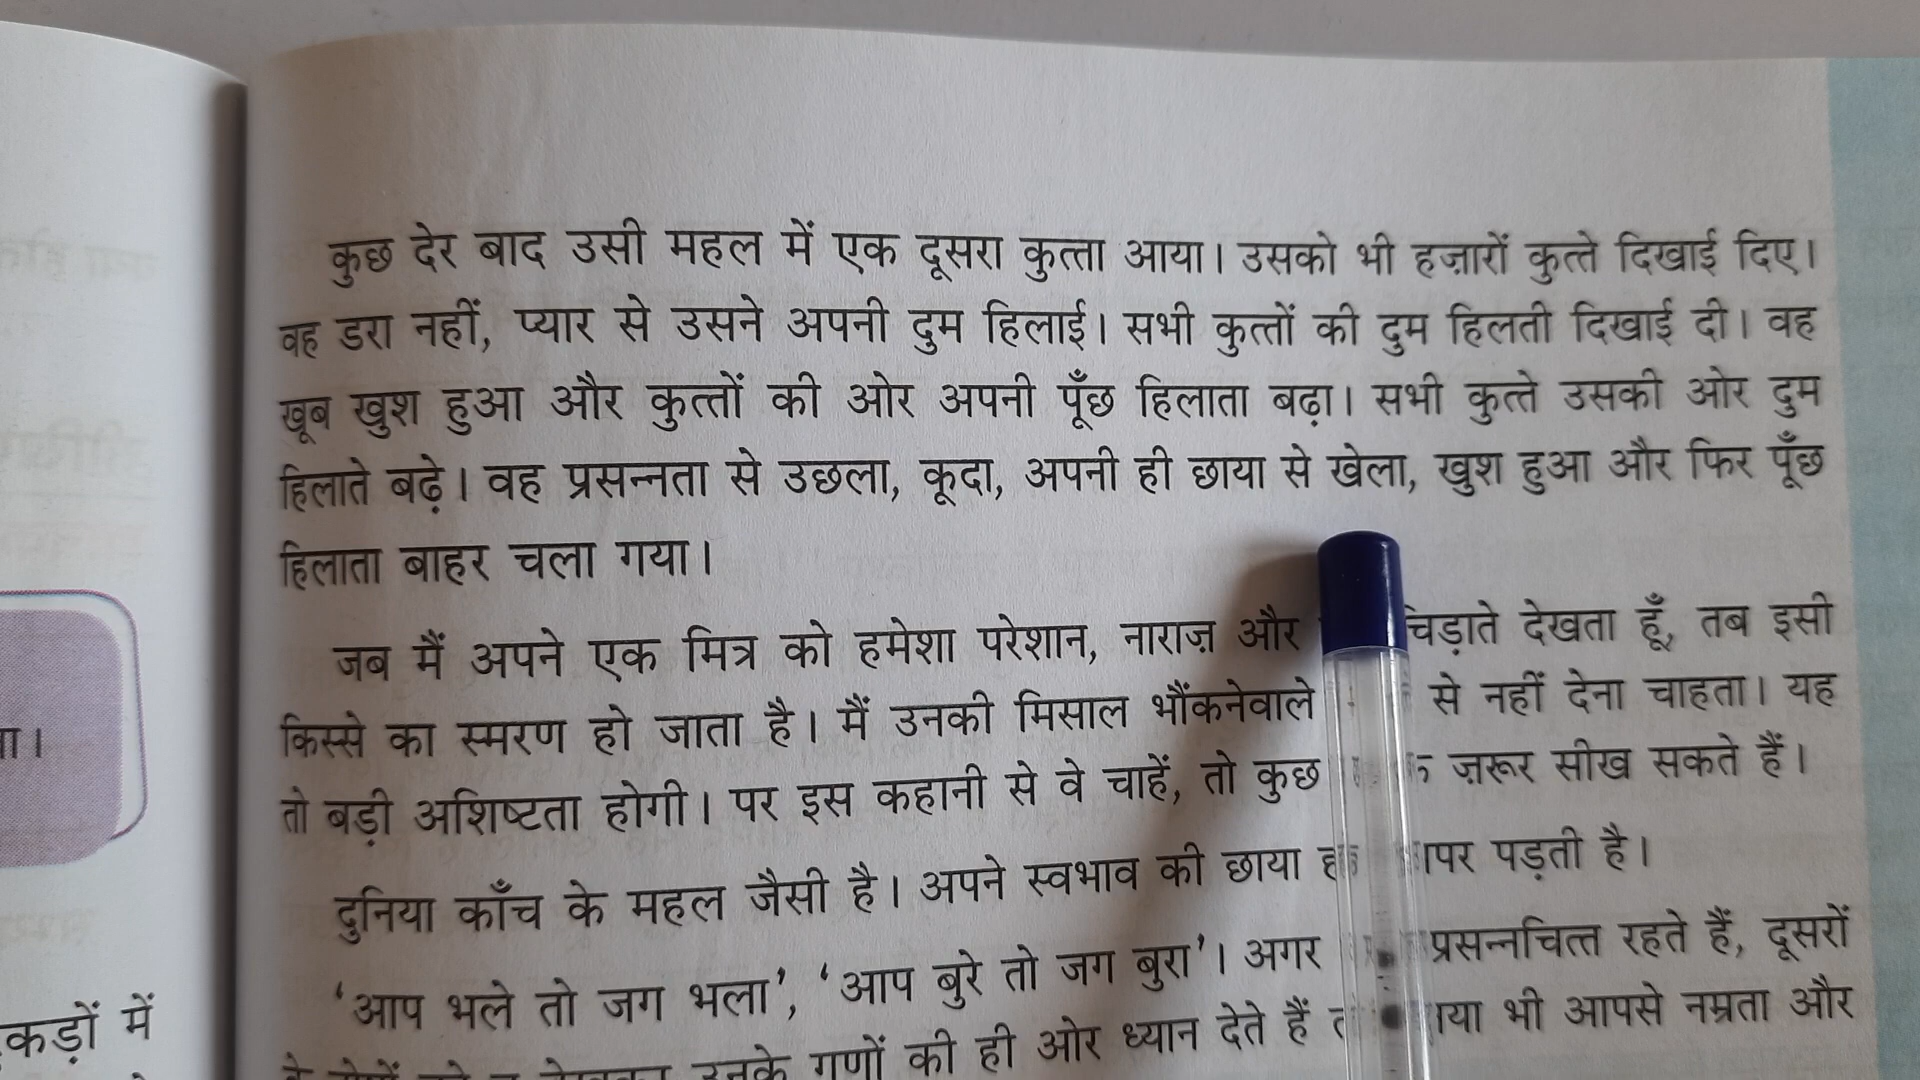 कुछ देर बाद उसी महल में एक दूसरा कुत्ता आया। उसको भी हज़ारों कुत्ते दिखाई दिए।
वह डरा नहीं, प्यार से उसने अपनी दुम हिलाई। सभी कुत्तों की दुम हिलती दिखाई दी। वह
खूब खुश हुआ और कुत्तों की ओर अपनी पूँछ हिलाता बढ़ा। सभी कुत्ते उसकी ओर दुम
हिलाते बढ़े। वह प्रसन्नता से उछला, कूदा, अपनी ही छाया से खेला, खुश हुआ और फिर पूँछ
हिलाता बाहर चला गया।
जब मैं अपने एक मित्र को हमेशा परेशान, नाराज़ और देखता हूँ, तब इसी
किस्से का स्मरण हो जाता है। मैं उनकी मिसाल भौंकनेवाले से नहीं देना चाहता। यह
तो बड़ी अशिष्टता होगी। पर इस कहानी से वे चाहें, तो कुछ ज़रूर सीख सकते हैं।
दुनिया काँच के महल जैसी है। अपने स्वभाव की छाया पड़ती है।
'आप भले तो जग भला', 'आप बुरे तो जग बुरा'। अगर प्रसन्नचित्त रहते हैं, दूसरों
उनके गुणों की ही ओर ध्यान देते हैं भी आपसे नम्रता और
ा।
कड़ों में